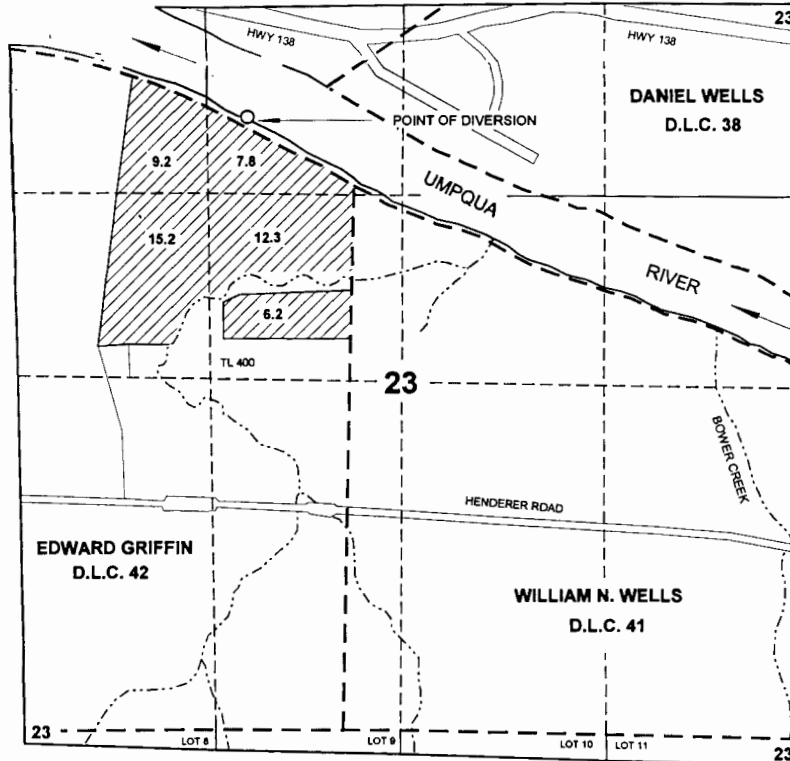 23
HWY 138
HWY 138
DANIEL WELLS
D.L.C. 38
POINT OF DIVERSION
9.2
7.8
UMPQUA
15.2
12.3
RIVER
6.2
TL 400
23
BOWER CREEK
HENDERER ROAD
EDWARD GRIFFIN
D.L.C. 42
WILLIAM N. WELLS
D.L.C. 41
23
LOT 8
LOT 9
LOT 10
LOT 11
23